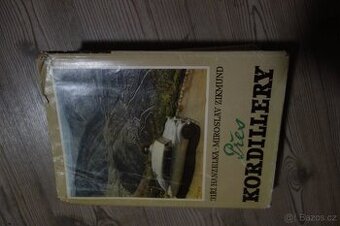 JIŘÍ HANZELKA · MIROSLAV ZIKMUND
Přes
KORDILLERY
Bazos.cz